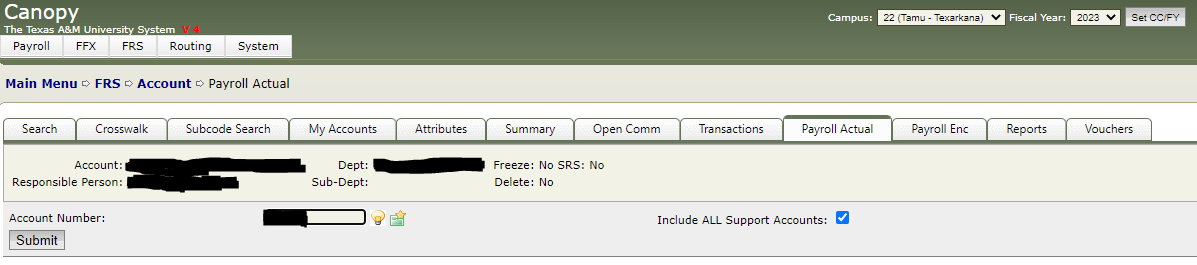 Canopy
The Texas A&M University System V 4
Campus: 22 (Tamu - Texarkana) Fiscal Year: 2023 Set CC/FY
Payroll FFX FRS Routing System
Main Menu ⇨ FRS ⇨ Account ⇨ Payroll Actual
Search Crosswalk Subcode Search My Accounts Attributes Summary Open Comm Transactions Payroll Actual Payroll Enc Reports Vouchers
Account: Dept: Freeze: No SRS: No
Responsible Person: Sub-Dept: Delete: No
Account Number: Include ALL Support Accounts:
Submit